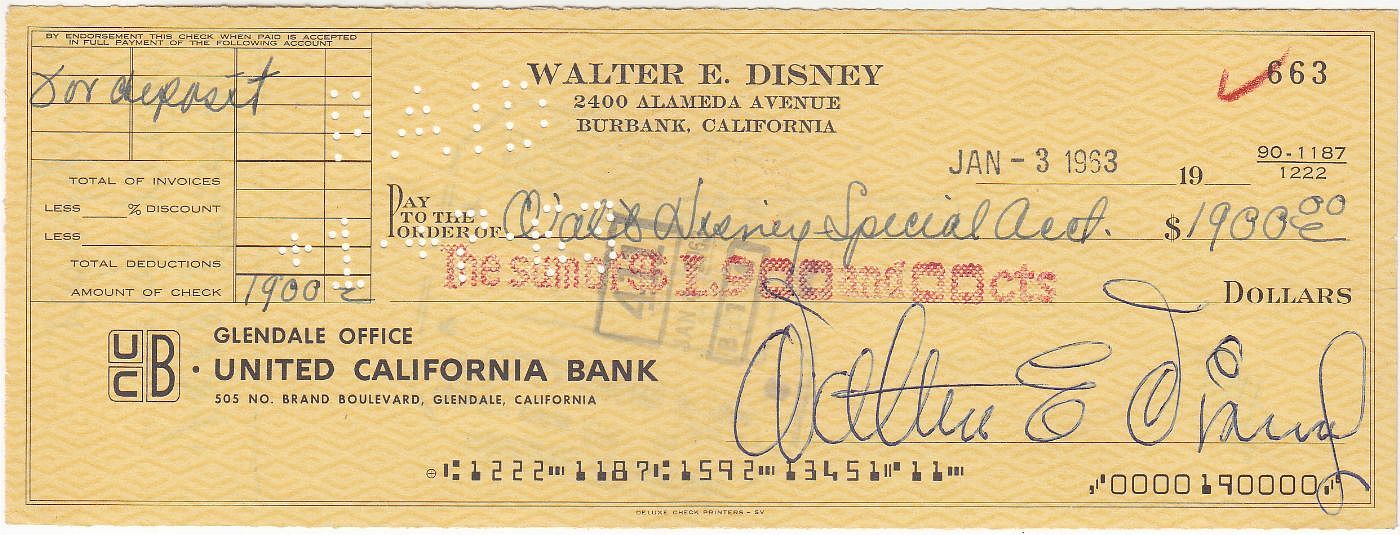 BY ENDORSEMENT THIS CHECK WHEN PAID IS ACCEPTED
IN FULL PAYMENT OF THE FOLLOWING ACCOUNT
For deposit
TOTAL OF INVOICES
LESS % DISCOUNT
LESS
TOTAL DEDUCTIONS
AMOUNT OF CHECK 1900
WALTER E. DISNEY
2400 ALAMEDA AVENUE
BURBANK, CALIFORNIA
663
JAN - 3 1963 19
90-1187
1222
PAY
TO THE
ORDER OF Disney Special Acct. $1900 00
The sum of $1,900 and 00 cts
DOLLARS
UCB
GLENDALE OFFICE
· UNITED CALIFORNIA BANK
505 NO. BRAND BOULEVARD, GLENDALE, CALIFORNIA
Walter E Disney
⑆1222⑉1187⑆1592⑉13451⑈11⑉
⑈0000190000⑈
DELUXE CHECK PRINTERS - SV